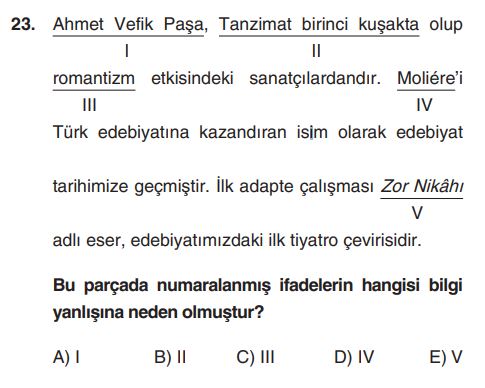 23. Ahmet Vefik Paşa, Tanzimat birinci kuşakta olup
I II
romantizm etkisindeki sanatçılardandır. Moliére'i
III IV
Türk edebiyatına kazandıran isim olarak edebiyat
tarihimize geçmiştir. İlk adapte çalışması Zor Nikâhı
V
adlı eser, edebiyatımızdaki ilk tiyatro çevirisidir.
Bu parçada numaralanmış ifadelerin hangisi bilgi
yanlışına neden olmuştur?
A) I B) II C) III D) IV E) V